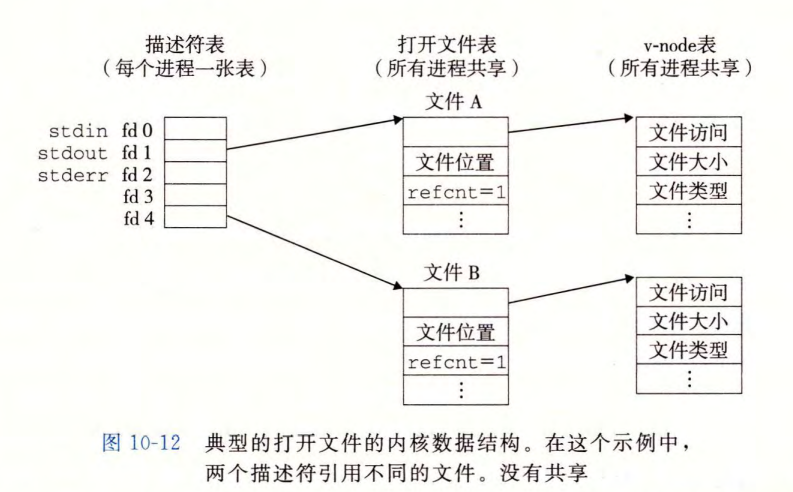 描述符表
（每个进程一张表）
打开文件表
（所有进程共享）
v-node表
（所有进程共享）
文件 A
stdin fd 0
stdout fd 1
stderr fd 2
fd 3
fd 4
文件位置
refcnt=1
⋮
文件访问
文件大小
文件类型
⋮
文件 B
文件位置
refcnt=1
⋮
文件访问
文件大小
文件类型
⋮
图 10-12 典型的打开文件的内核数据结构。在这个示例中，
两个描述符引用不同的文件。没有共享